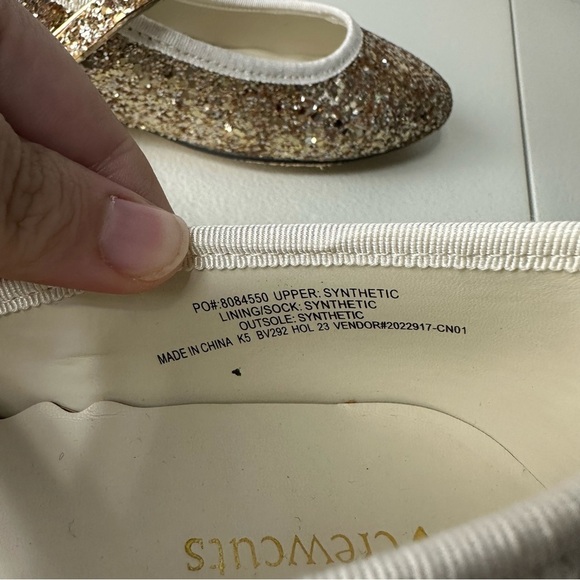 PO#:8084550 UPPER: SYNTHETIC
LINING/SOCK: SYNTHETIC
OUTSOLE: SYNTHETIC
MADE IN CHINA K5 BV292 HOL 23 VENDOR#2022917-CN01
crewcuts